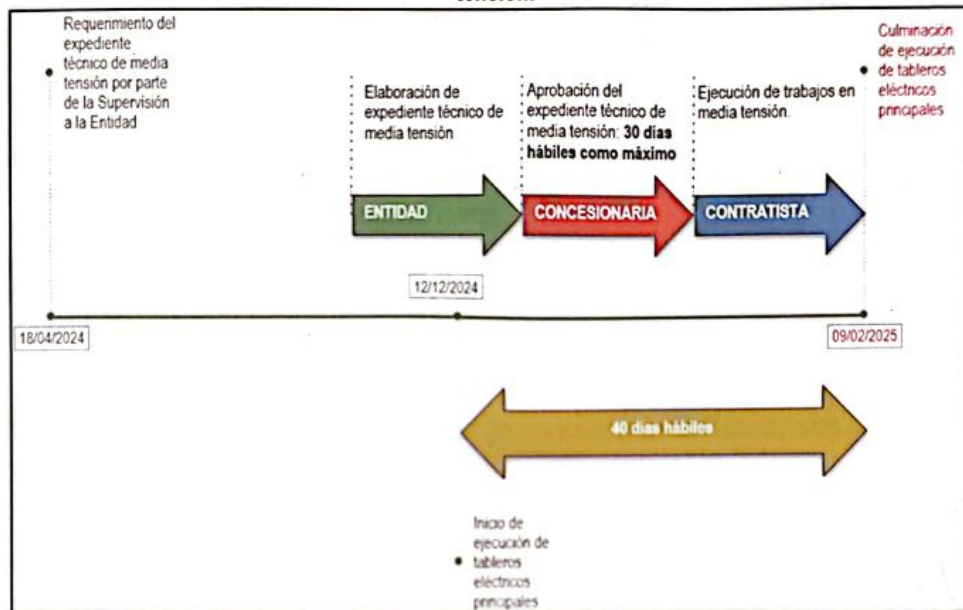 Requerimiento del
expediente
técnico de media
tensión por parte
de la Supervisión
a la Entidad
Elaboración de
expediente técnico de
media tensión
Aprobación del
expediente técnico de
media tensión: 30 días
hábiles como máximo
Ejecución de trabajos en
media tensión.
Culminación
de ejecución
de tableros
eléctricos
principales
ENTIDAD
CONCESIONARIA
CONTRATISTA
12/12/2024
18/04/2024
09/02/2025
40 días hábiles
Inicio de
ejecución de
tableros
eléctricos
principales